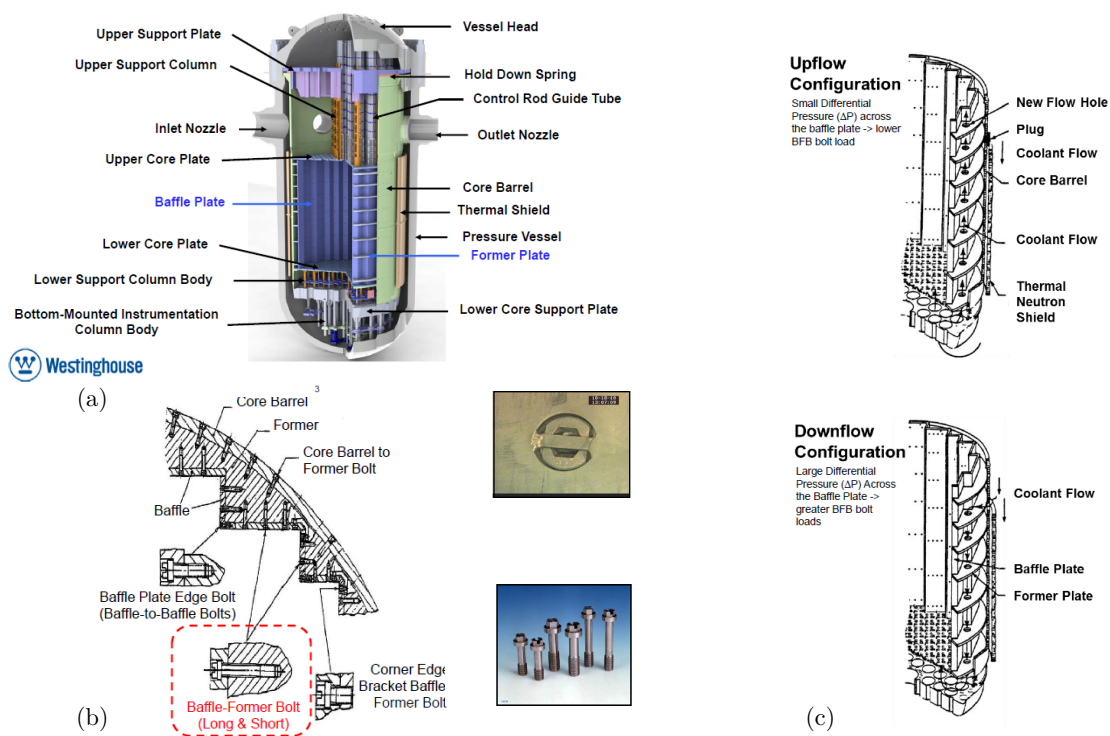 Vessel Head
Upper Support Plate
Upper Support Column
Hold Down Spring
Control Rod Guide Tube
Inlet Nozzle
Outlet Nozzle
Upper Core Plate
Core Barrel
Baffle Plate
Thermal Shield
Pressure Vessel
Lower Core Plate
Former Plate
Lower Support Column Body
Lower Core Support Plate
Bottom-Mounted Instrumentation
Column Body
W
Westinghouse
3
(a)
Core Barrel
Former
Core Barrel to
Former Bolt
Baffle
Baffle Plate Edge Bolt
(Baffle-to-Baffle Bolts)
Baffle-Former Bolt
(Long & Short)
Corner Edge
Bracket Baffle
Former Bolt
(b)
Upflow
Configuration
Small Differential
Pressure (ΔP) across
the baffle plate -> lower
BFB bolt load
New Flow Hole
Plug
Coolant Flow
Core Barrel
Coolant Flow
Thermal
Neutron
Shield
Downflow
Configuration
Large Differential
Pressure (ΔP) Across
the Baffle Plate ->
greater BFB bolt
loads
Coolant Flow
Baffle Plate
Former Plate
(c)